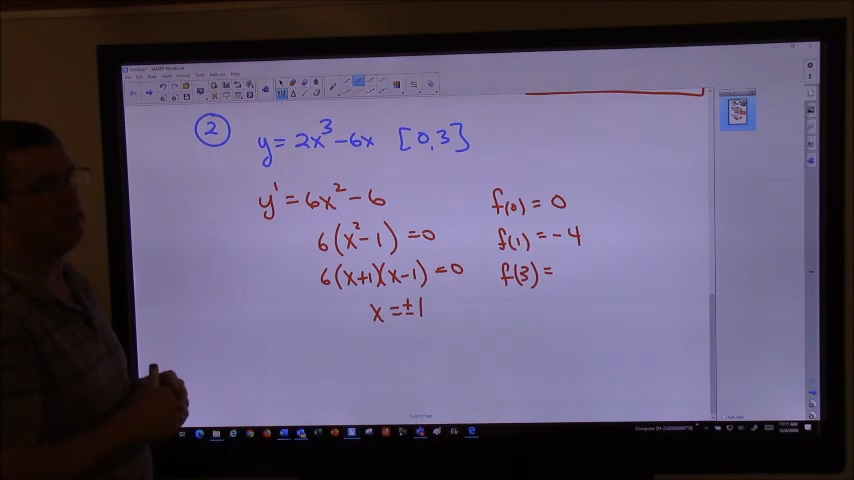 ②
y = 2x³ - 6x [0,3]
y' = 6x² - 6
6(x² - 1) = 0
6(x+1)(x-1) = 0
x = ±1
f(0) = 0
f(1) = -4
f(3) =